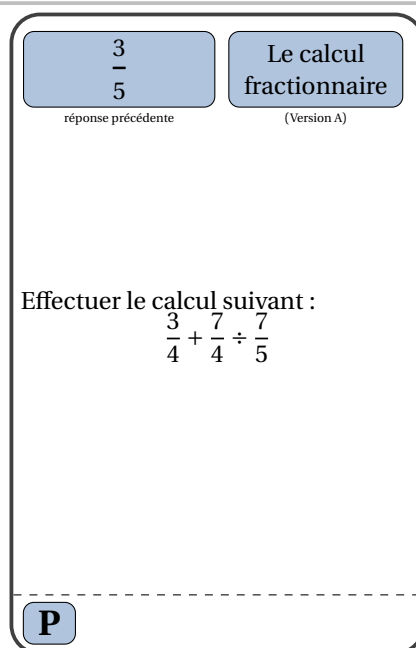 3/5
réponse précédente
Le calcul
fractionnaire
(Version A)
Effectuer le calcul suivant :
3/4 + 7/4 ÷ 7/5
P